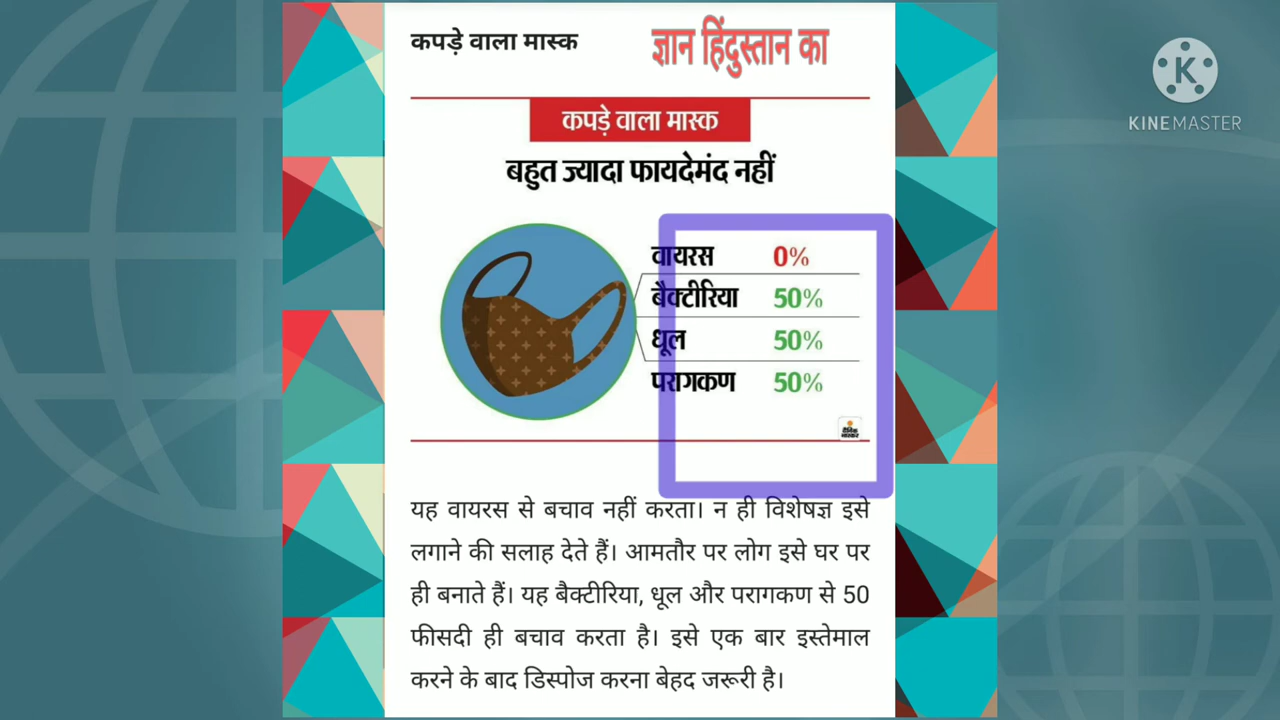 कपड़े वाला मास्क
ज्ञान हिंदुस्तान का
KINEMASTER
कपड़े वाला मास्क
बहुत ज्यादा फायदेमंद नहीं
वायरस 0%
बैक्टीरिया 50%
धूल 50%
परागकण 50%
दैनिक भास्कर
यह वायरस से बचाव नहीं करता। न ही विशेषज्ञ इसे
लगाने की सलाह देते हैं। आमतौर पर लोग इसे घर पर
ही बनाते हैं। यह बैक्टीरिया, धूल और परागकण से 50
फीसदी ही बचाव करता है। इसे एक बार इस्तेमाल
करने के बाद डिस्पोज करना बेहद जरूरी है।